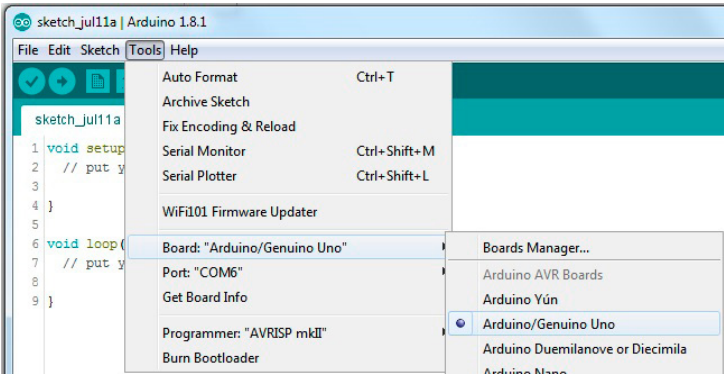 sketch_jul11a | Arduino 1.8.1
File Edit Sketch Tools Help
sketch_jul11a
1 void setup
2 // put y
3
4 }
5
6 void loop(
7 // put y
8
9 }
Auto Format Ctrl+T
Archive Sketch
Fix Encoding & Reload
Serial Monitor Ctrl+Shift+M
Serial Plotter Ctrl+Shift+L
WiFi101 Firmware Updater
Board: "Arduino/Genuino Uno"
Port: "COM6"
Get Board Info
Programmer: "AVRISP mkII"
Burn Bootloader
Boards Manager...
Arduino AVR Boards
Arduino Yún
Arduino/Genuino Uno
Arduino Duemilanove or Diecimila
Arduino Nano